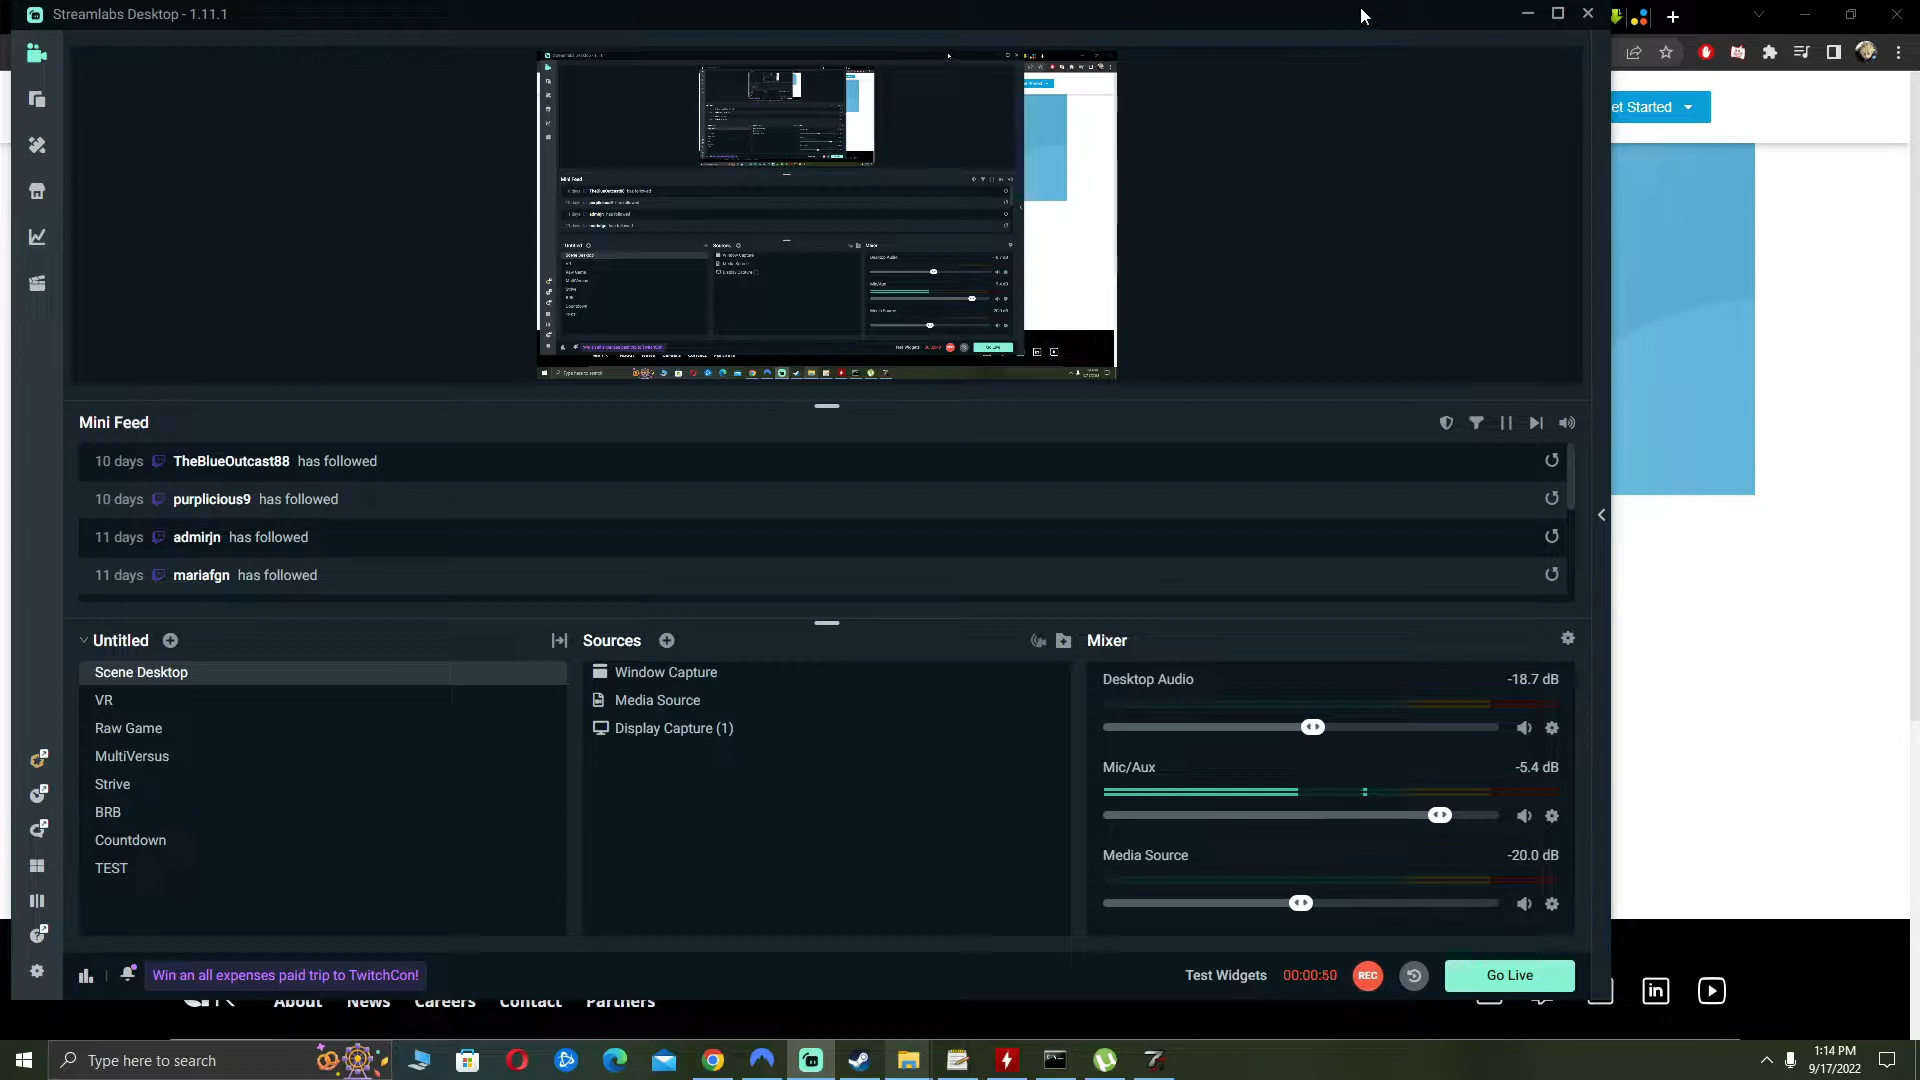 Streamlabs Desktop - 1.11.1
et Started
Mini Feed
10 days TheBlueOutcast88 has followed
10 days purplicious9 has followed
11 days admirjn has followed
11 days mariafgn has followed
Untitled
Scene Desktop
VR
Raw Game
MultiVersus
Strive
BRB
Countdown
TEST
Sources
Window Capture
Media Source
Display Capture (1)
Mixer
Desktop Audio -18.7 dB
Mic/Aux -5.4 dB
Media Source -20.0 dB
Win an all expenses paid trip to TwitchCon!
Test Widgets 00:00:50 REC Go Live
About News Careers Contact Partners
Type here to search
1:14 PM
9/17/2022